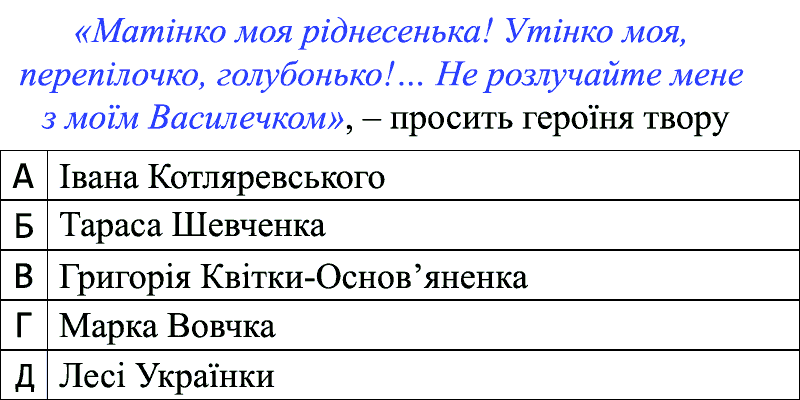 «Матінко моя ріднесенька! Утінко моя,
перепілочко, голубонько!… Не розлучайте мене
з моїм Василечком», – просить героїня твору
А Івана Котляревського
Б Тараса Шевченка
В Григорія Квітки-Основ’яненка
Г Марка Вовчка
Д Лесі Українки